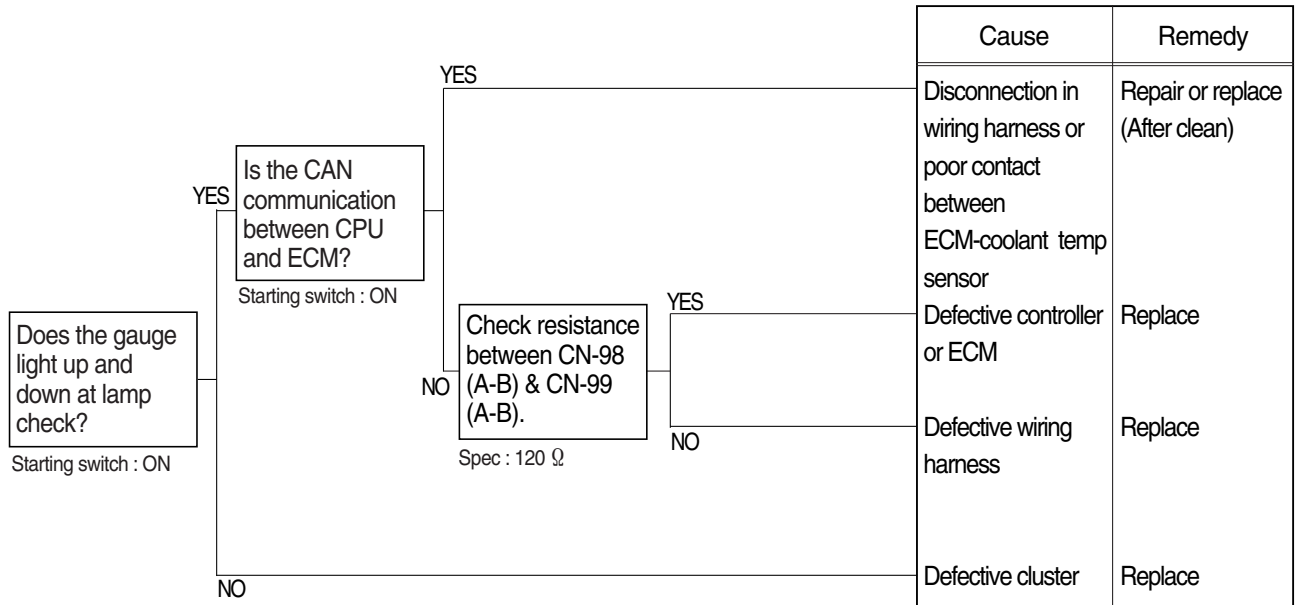 Cause
Remedy
YES
Disconnection in
wiring harness or
poor contact
between
ECM-coolant temp
sensor
Repair or replace
(After clean)
YES
Is the CAN
communication
between CPU
and ECM?
Starting switch : ON
Does the gauge
light up and
down at lamp
check?
Starting switch : ON
NO
Check resistance
between CN-98
(A-B) & CN-99
(A-B).
Spec : 120 Ω
YES
Defective controller
or ECM
Replace
NO
Defective wiring
harness
Replace
NO
Defective cluster
Replace